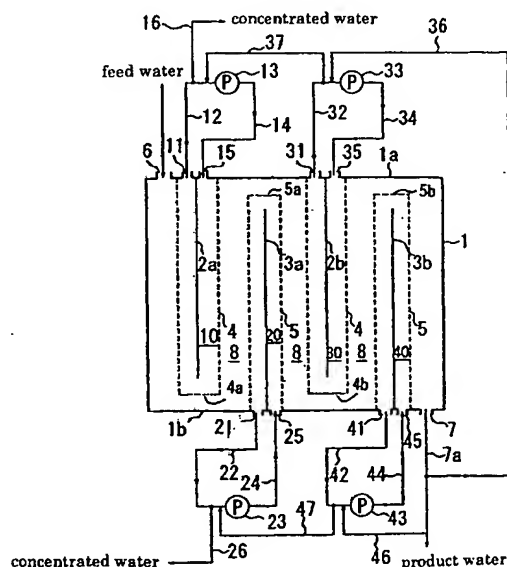 16
concentrated water
37
36
feed water
P
13
P
33
12
14
32
34
6
11
15
31
35
1a
5a
5b
1
2a
3a
2b
3b
4
5
4
5
10
8
20
8
30
8
40
4a
4b
1b
21
25
41
45
7
22
24
42
44
7a
P
23
47
P
43
26
46
concentrated water
product water